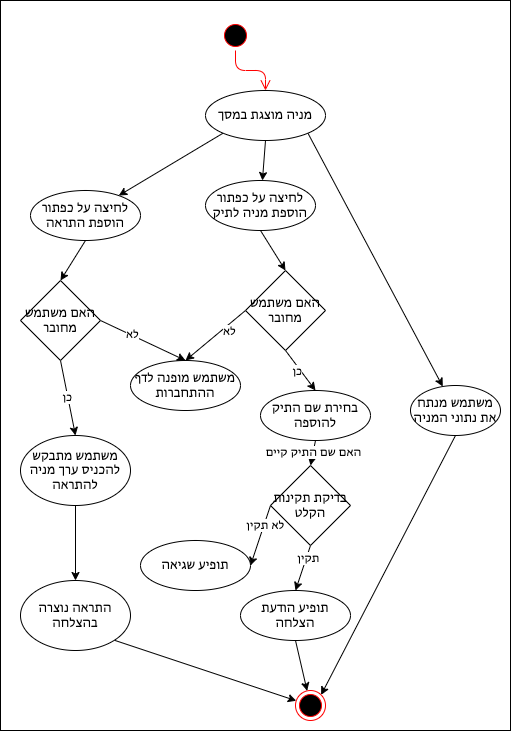 מניה מוצגת במסך
לחיצה על כפתור
הוספת מניה לתיק
לחיצה על כפתור
הוספת התראה
האם משתמש
מחובר
האם משתמש
מחובר
לא
לא
משתמש מופנה לדף
ההתחברות
כן
כן
משתמש מנתח
את נתוני המניה
בחירת שם התיק
להוספה
האם שם התיק קיים
משתמש מתבקש
להכניס ערך מניה
להתראה
בדיקת תקינות
הקלט
לא תקין
תקין
תופיע שגיאה
תופיע הודעת
הצלחה
התראה נוצרה
בהצלחה